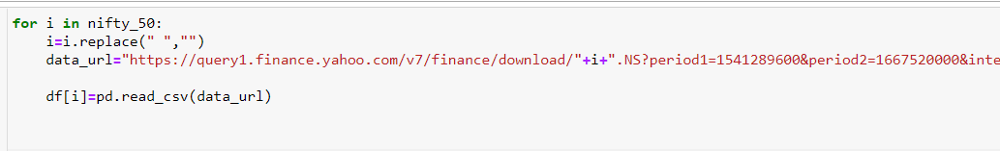 for i in nifty_50:
i=i.replace(" ","")
data_url="https://query1.finance.yahoo.com/v7/finance/download/"+i+".NS?period1=1541289600&period2=1667520000&inte
df[i]=pd.read_csv(data_url)